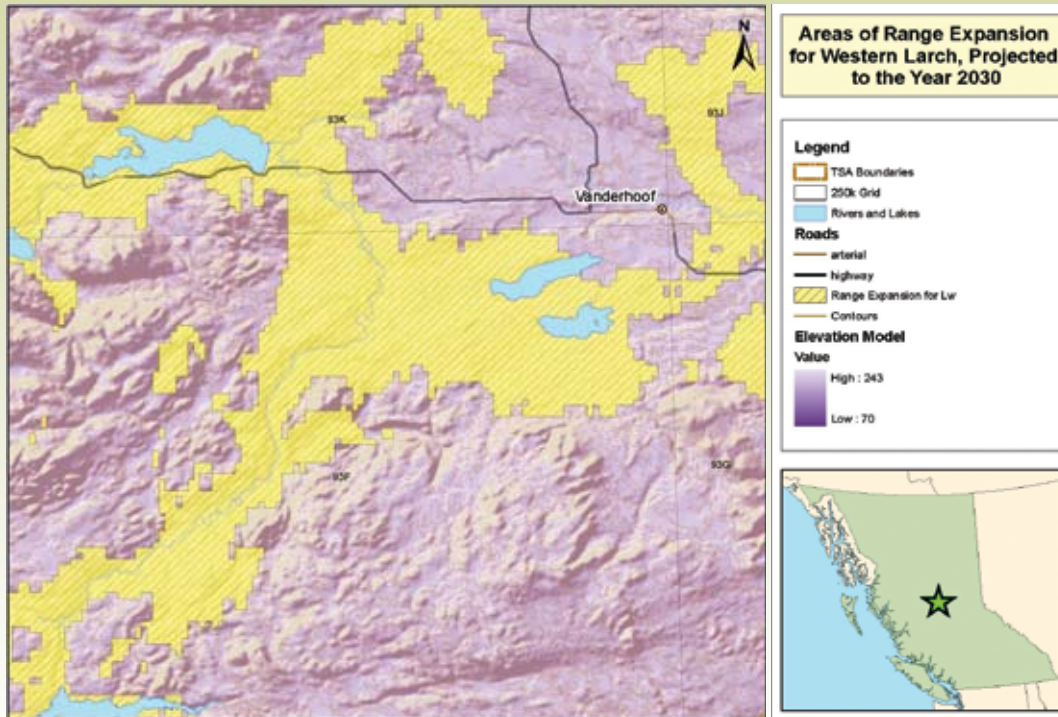 N
93K
93J
Vanderhoof
93F
93G
Areas of Range Expansion
for Western Larch, Projected
to the Year 2030
Legend
TSA Boundaries
250k Grid
Rivers and Lakes
Roads
arterial
highway
Range Expansion for Lw
Contours
Elevation Model
Value
High : 243
Low : 70